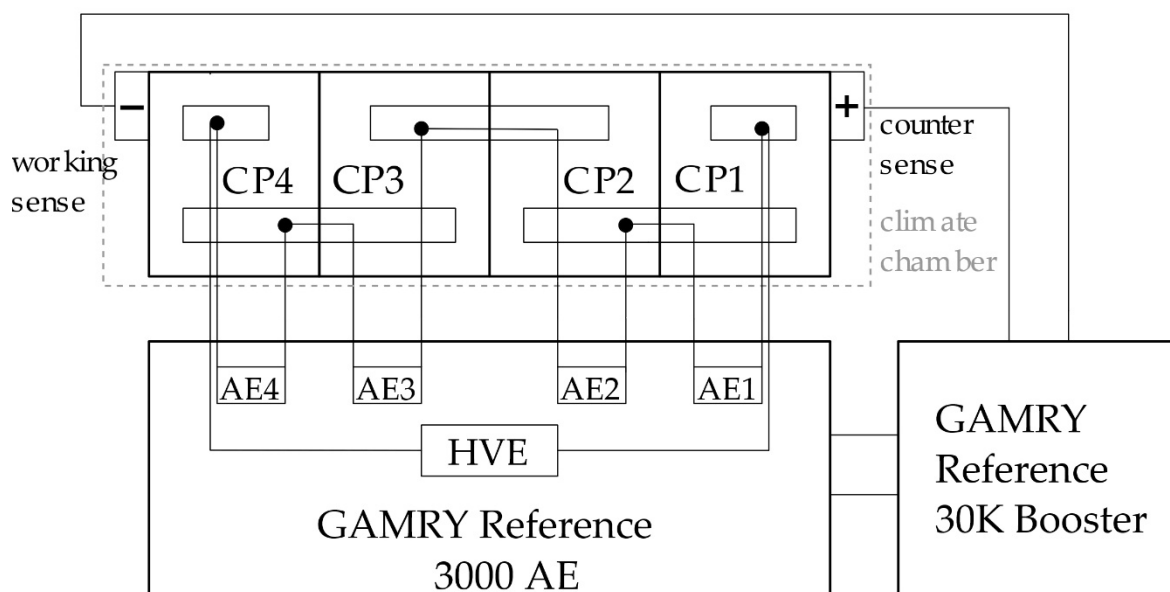 −
+
working
sense
CP4
CP3
CP2
CP1
counter
sense
climate
chamber
AE4
AE3
AE2
AE1
HVE
GAMRY Reference
3000 AE
GAMRY
Reference
30K Booster